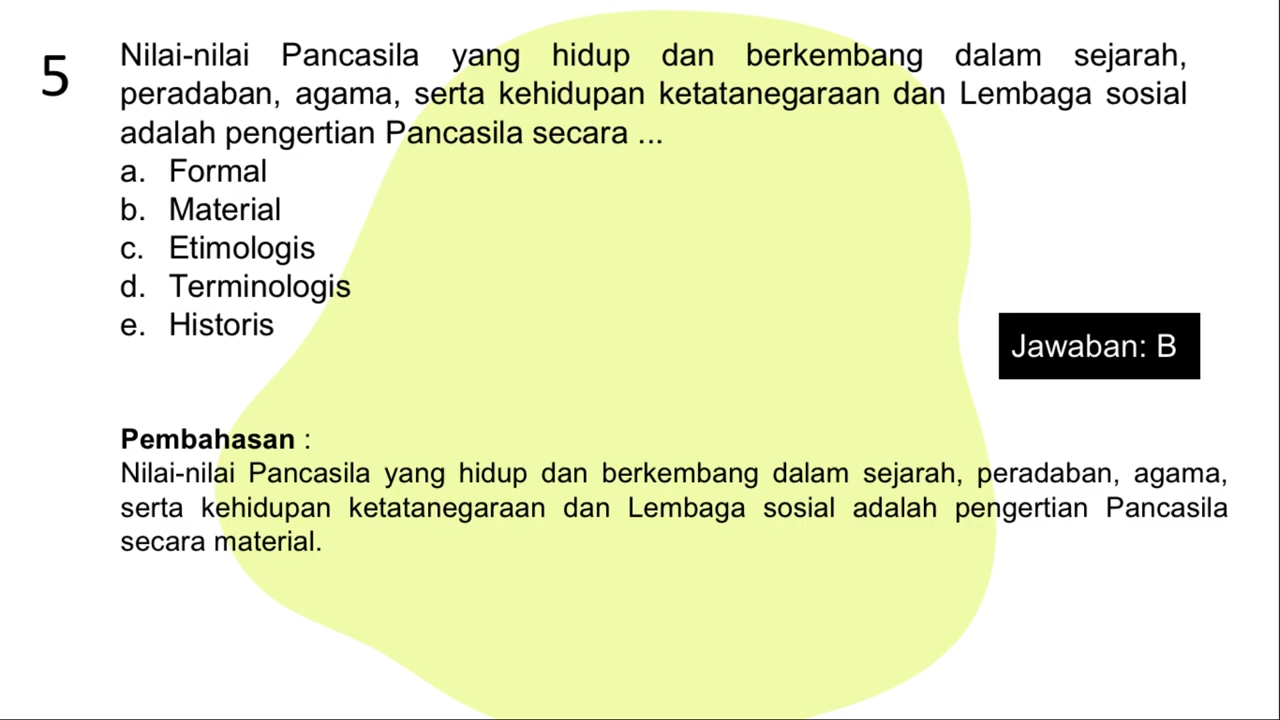 5
Nilai-nilai Pancasila yang hidup dan berkembang dalam sejarah,
peradaban, agama, serta kehidupan ketatanegaraan dan Lembaga sosial
adalah pengertian Pancasila secara ...
a. Formal
b. Material
c. Etimologis
d. Terminologis
e. Historis
Jawaban: B
Pembahasan :
Nilai-nilai Pancasila yang hidup dan berkembang dalam sejarah, peradaban, agama,
serta kehidupan ketatanegaraan dan Lembaga sosial adalah pengertian Pancasila
secara material.